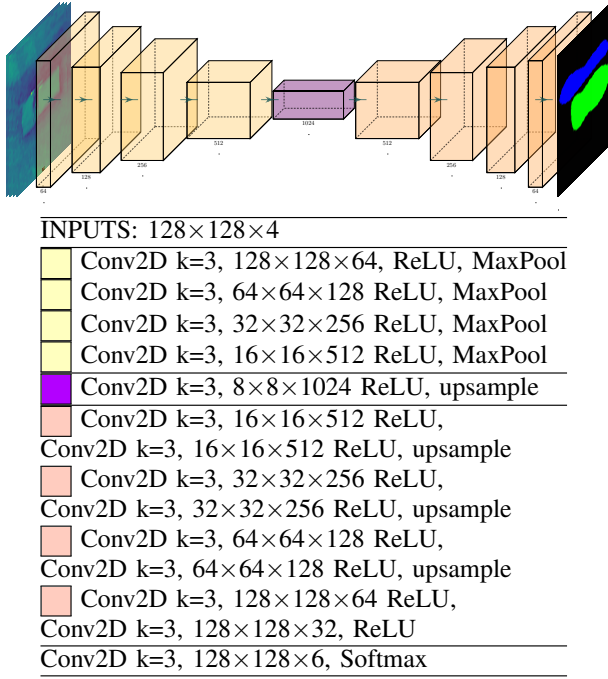 64
128
256
512
1024
512
256
128
64
INPUTS: 128×128×4
Conv2D k=3, 128×128×64, ReLU, MaxPool
Conv2D k=3, 64×64×128 ReLU, MaxPool
Conv2D k=3, 32×32×256 ReLU, MaxPool
Conv2D k=3, 16×16×512 ReLU, MaxPool
Conv2D k=3, 8×8×1024 ReLU, upsample
Conv2D k=3, 16×16×512 ReLU,
Conv2D k=3, 16×16×512 ReLU, upsample
Conv2D k=3, 32×32×256 ReLU,
Conv2D k=3, 32×32×256 ReLU, upsample
Conv2D k=3, 64×64×128 ReLU,
Conv2D k=3, 64×64×128 ReLU, upsample
Conv2D k=3, 128×128×64 ReLU,
Conv2D k=3, 128×128×32, ReLU
Conv2D k=3, 128×128×6, Softmax